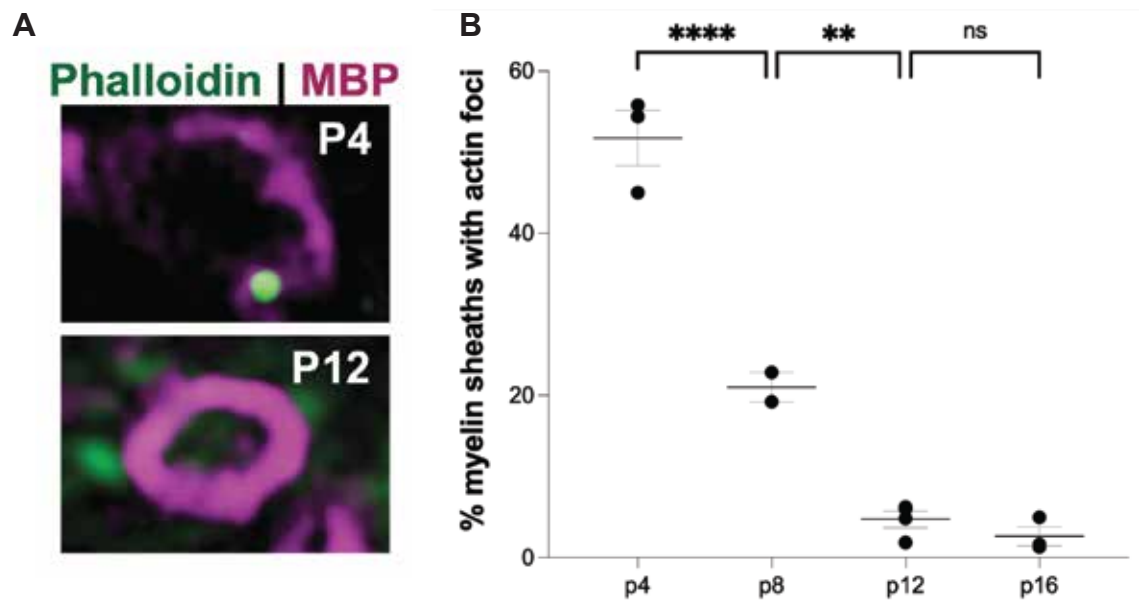 A
Phalloidin | MBP
P4
P12
B
**** ** ns
% myelin sheaths with actin foci
60
40
20
0
p4 p8 p12 p16